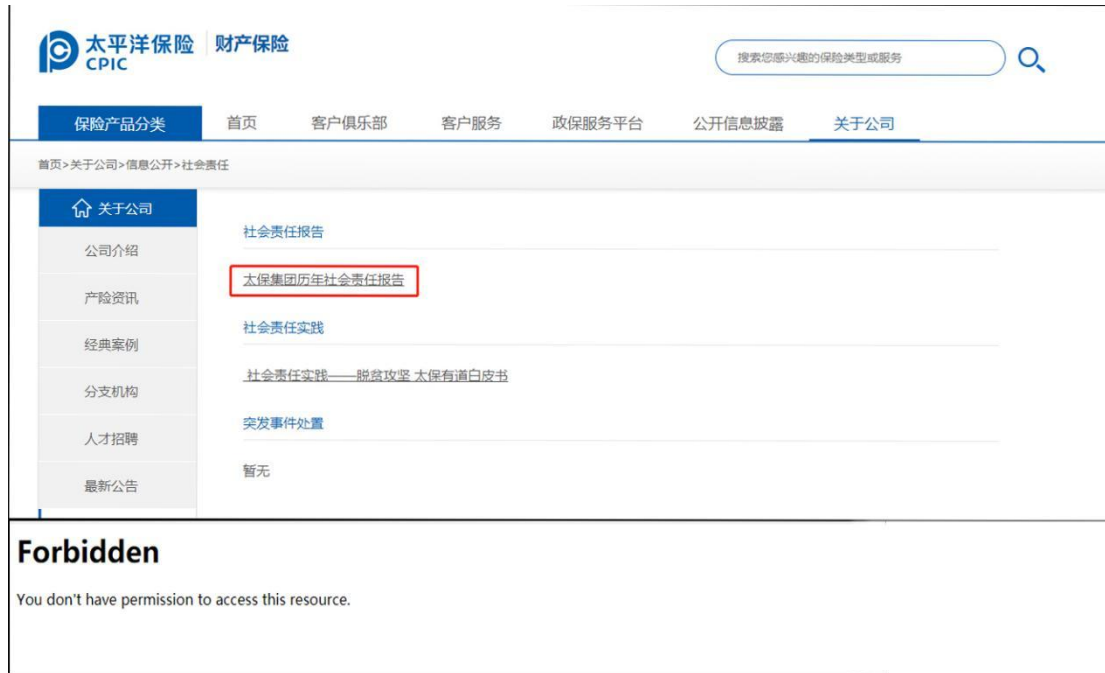 太平洋保险 财产保险
CPIC
搜索您感兴趣的保险类型或服务
保险产品分类 首页 客户俱乐部 客户服务 政保服务平台 公开信息披露 关于公司
首页>关于公司>信息公开>社会责任
关于公司
公司介绍
产险资讯
经典案例
分支机构
人才招聘
最新公告
社会责任报告
太保集团历年社会责任报告
社会责任实践
社会责任实践——脱贫攻坚 太保有道白皮书
突发事件处置
暂无
Forbidden
You don't have permission to access this resource.